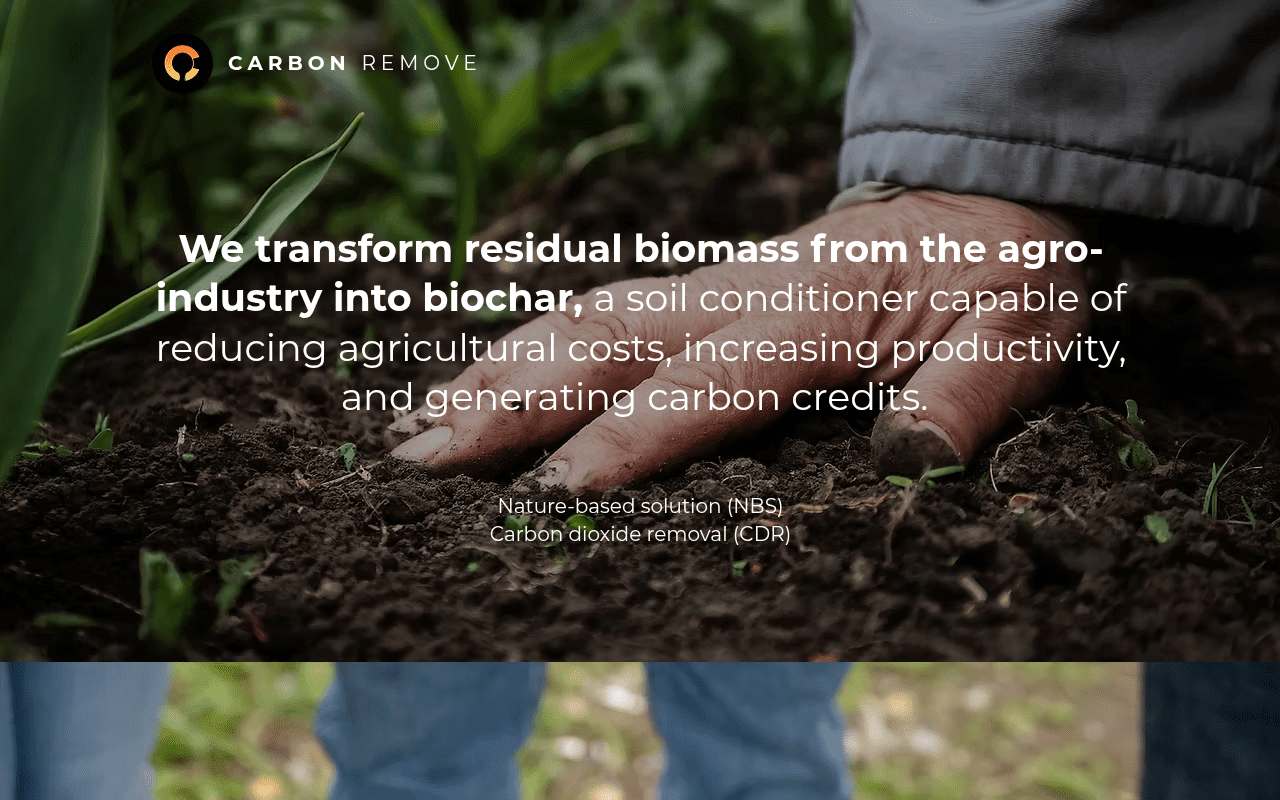 CARBON REMOVE
We transform residual biomass from the agro-
industry into biochar, a soil conditioner capable of
reducing agricultural costs, increasing productivity,
and generating carbon credits.
Nature-based solution (NBS)
Carbon dioxide removal (CDR)